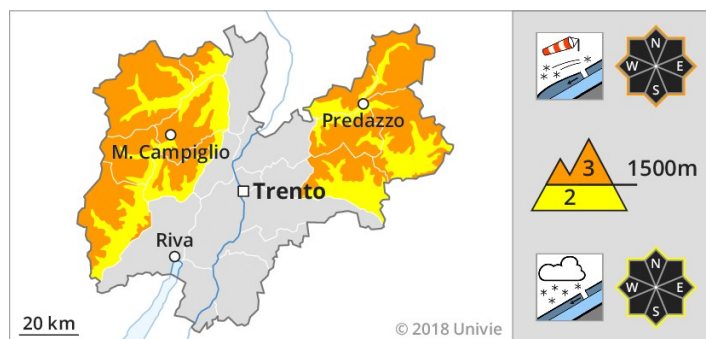 Predazzo
M. Campiglio
Trento
Riva
20 km
© 2018 Univie
N
W E
S
3 1500m
2
N
W E
S